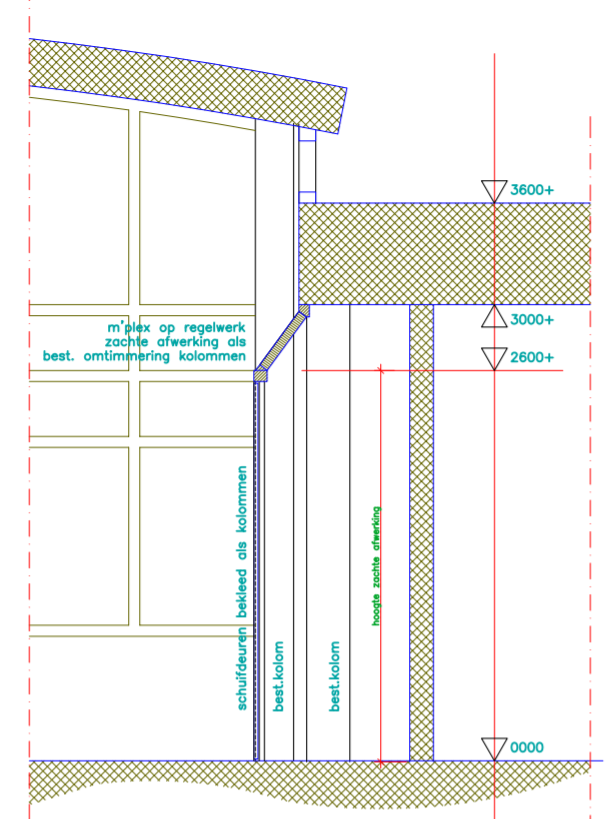 3600+
3000+
m'plex op regelwerk
zachte afwerking als
best. omtimmering kolommen
2600+
schuifdeuren bekleed als kolommen
best.kolom
best.kolom
hoogte zachte afwerking
0000